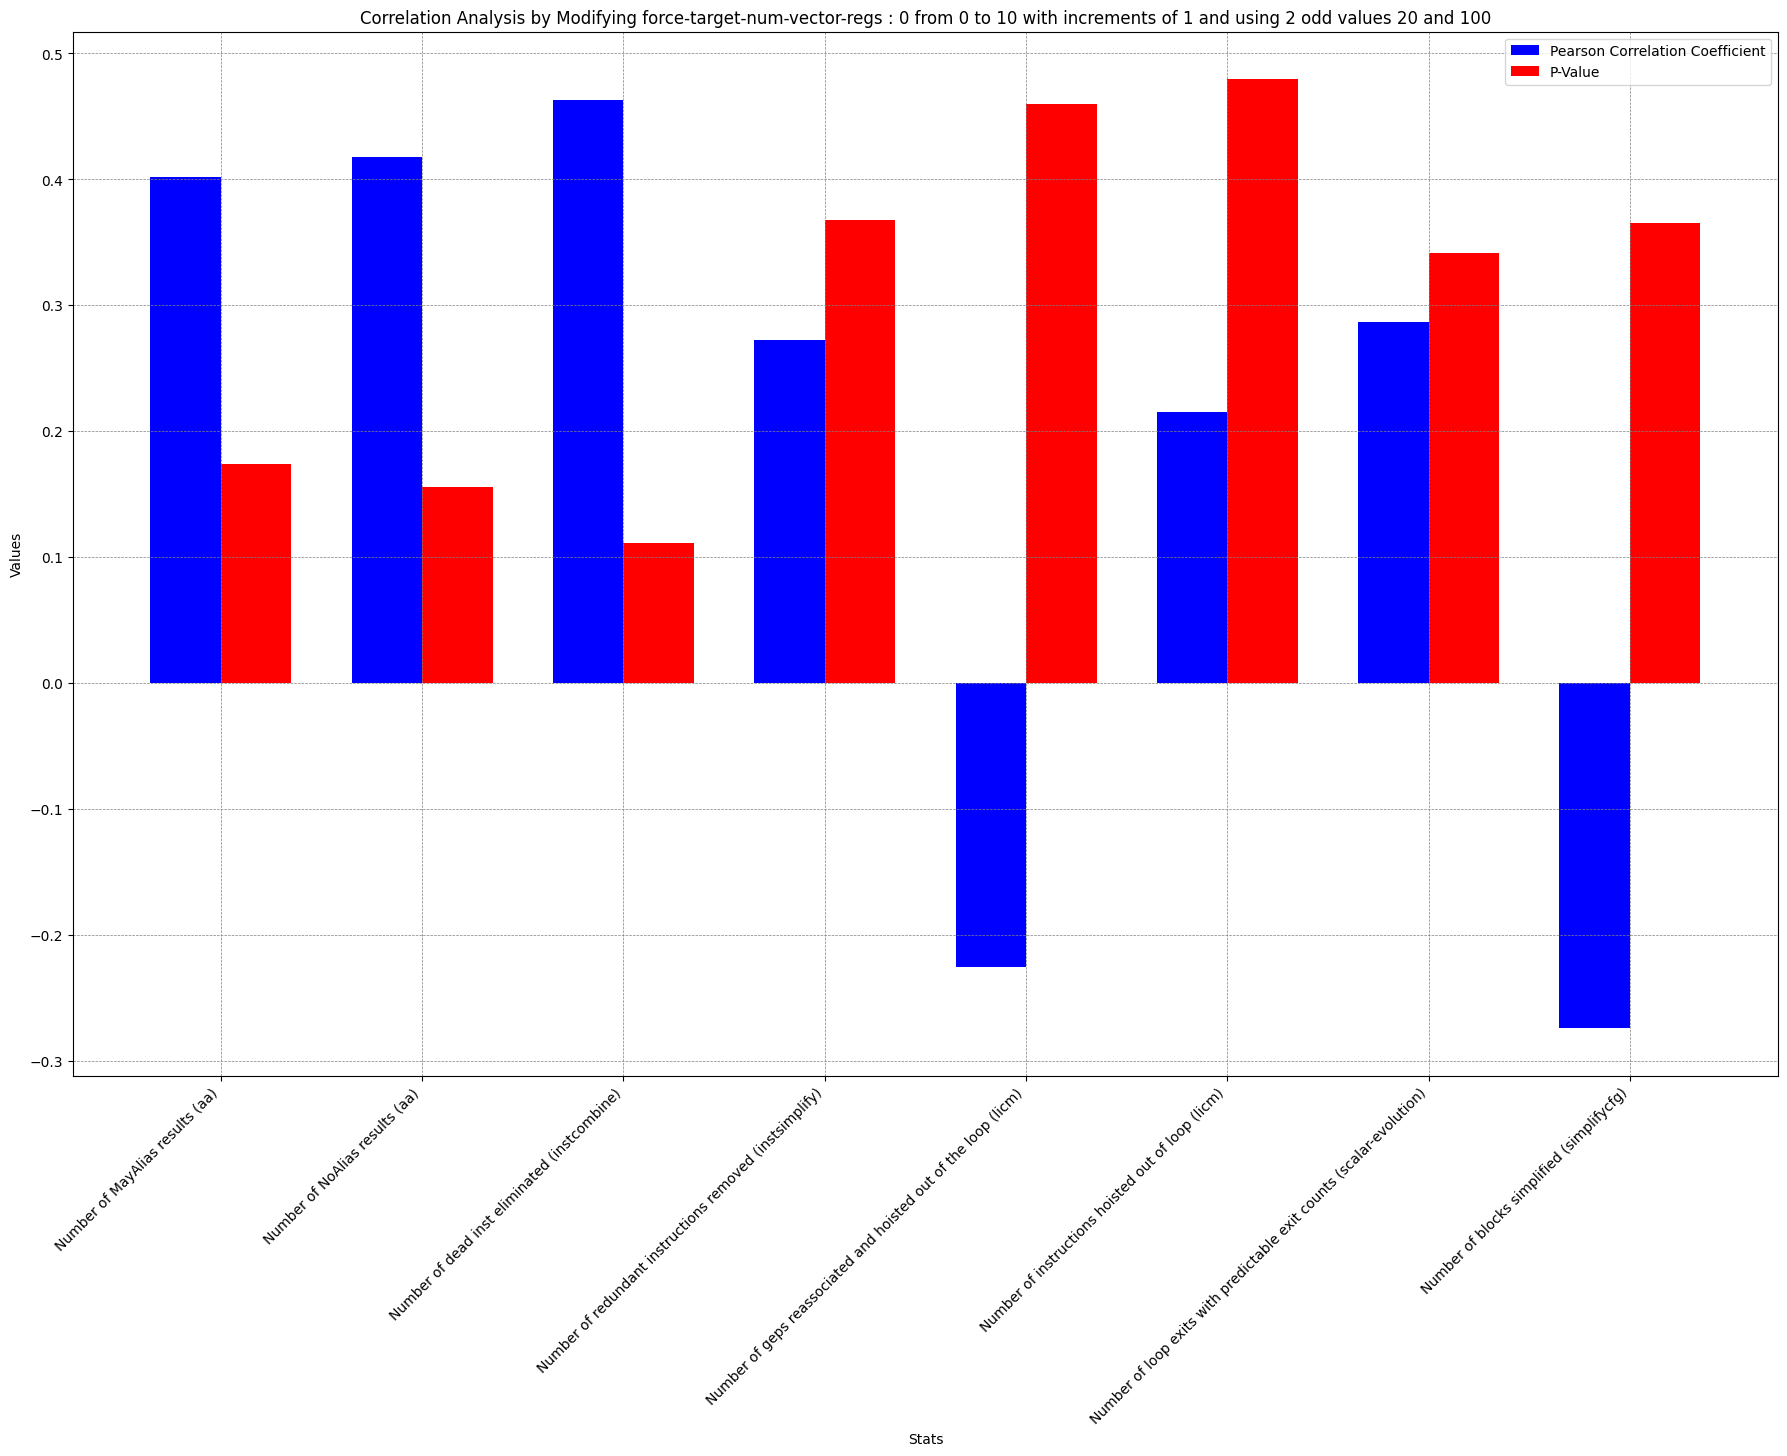 Correlation Analysis by Modifying force-target-num-vector-regs : 0 from 0 to 10 with increments of 1 and using 2 odd values 20 and 100
Pearson Correlation Coefficient
P-Value
0.5
0.4
0.3
0.2
0.1
0.0
−0.1
−0.2
−0.3
Values
Number of MayAlias results (aa)
Number of NoAlias results (aa)
Number of dead inst eliminated (instcombine)
Number of redundant instructions removed (instsimplify)
Number of geps reassociated and hoisted out of the loop (licm)
Number of instructions hoisted out of loop (licm)
Number of loop exits with predictable exit counts (scalar-evolution)
Number of blocks simplified (simplifycfg)
Stats